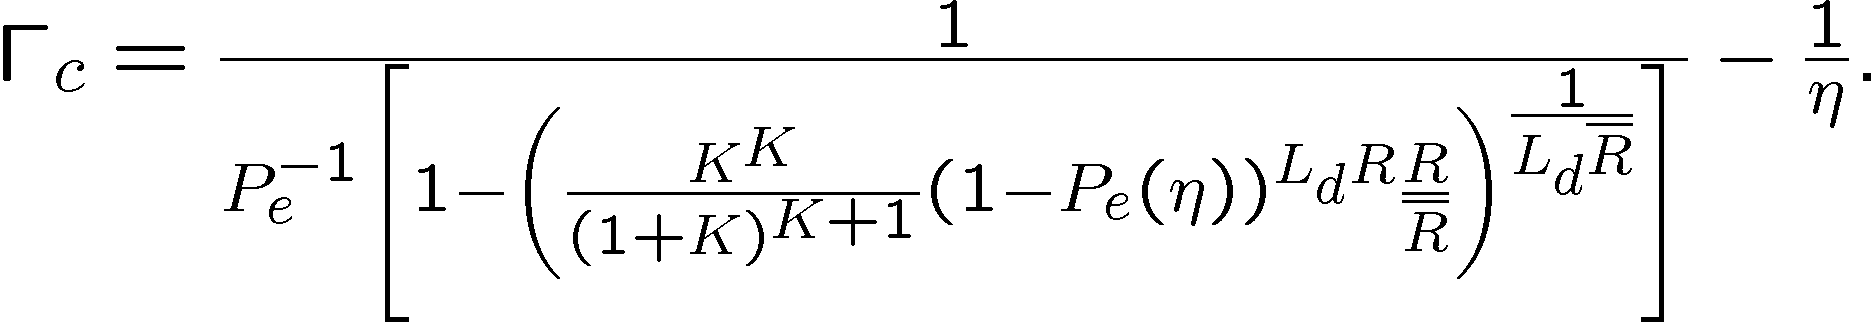 \Gamma_c = \frac{1}{P_e^{-1}\left[1-\left(\frac{K^K}{(1+K)^{K+1}}(1-P_e(\eta))^{L_d R}\frac{R}{\overline{\overline{R}}}\right)^{\frac{1}{L_d \overline{\overline{R}}}}\right]} - \frac{1}{\eta}.